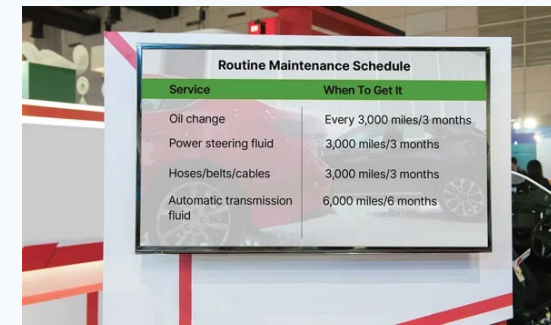 Routine Maintenance Schedule
Service When To Get It
Oil change Every 3,000 miles/3 months
Power steering fluid 3,000 miles/3 months
Hoses/belts/cables 3,000 miles/3 months
Automatic transmission 6,000 miles/6 months
fluid